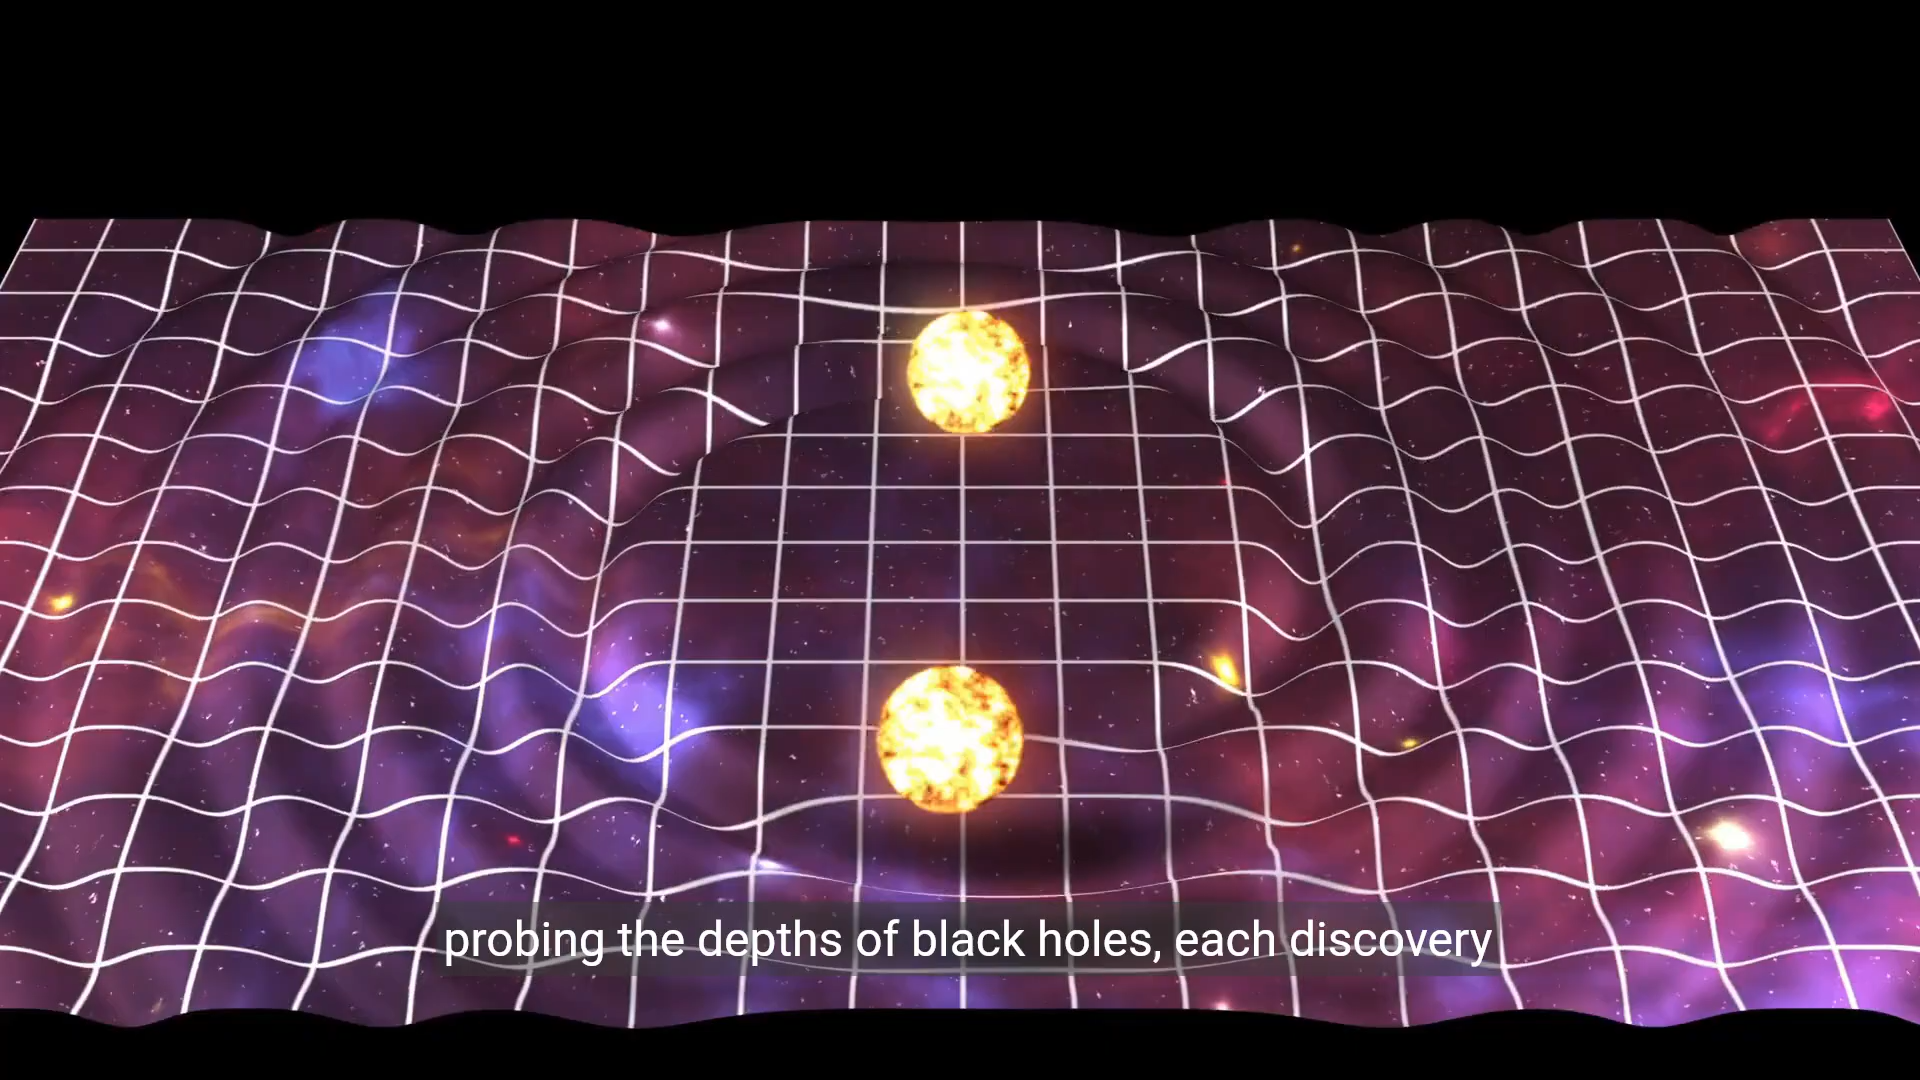 probing the depths of black holes, each discovery